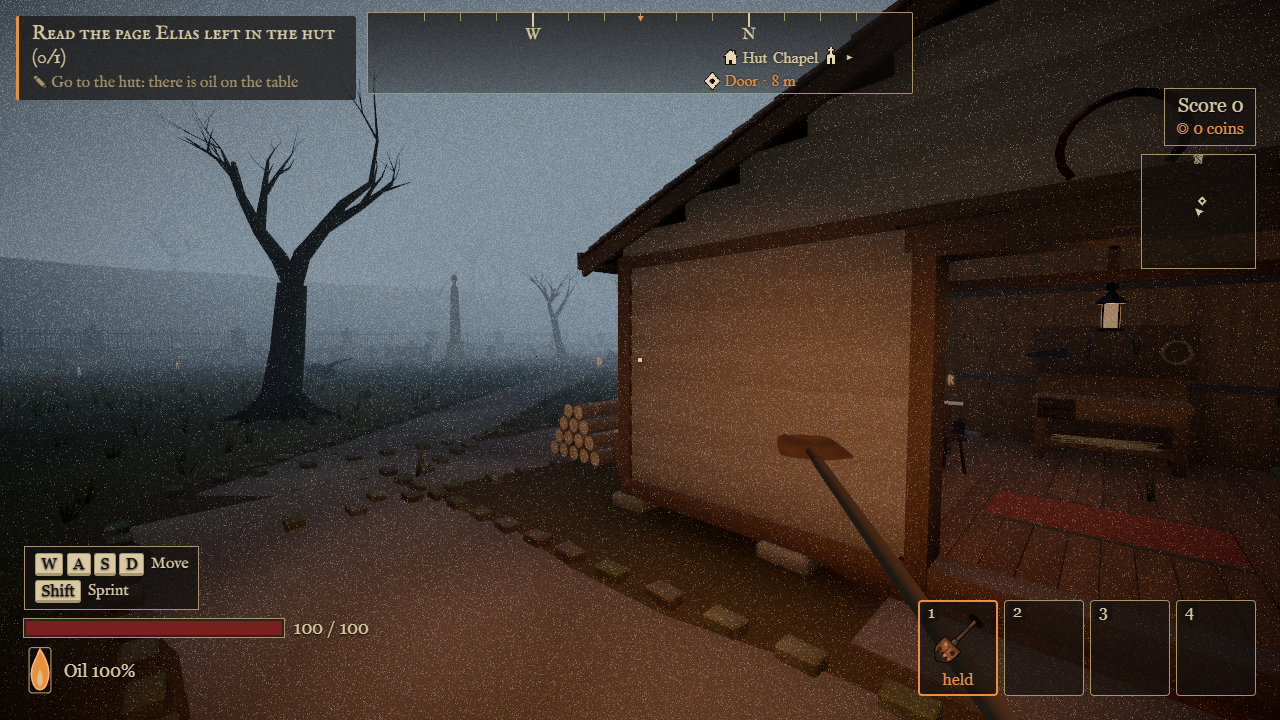 Read the page Elias left in the hut
(0/1)
Go to the hut: there is oil on the table
W
N
Hut Chapel
Door · 8 m
Score 0
0 coins
W A S D Move
Shift Sprint
100 / 100
Oil 100%
1
held
2
3
4